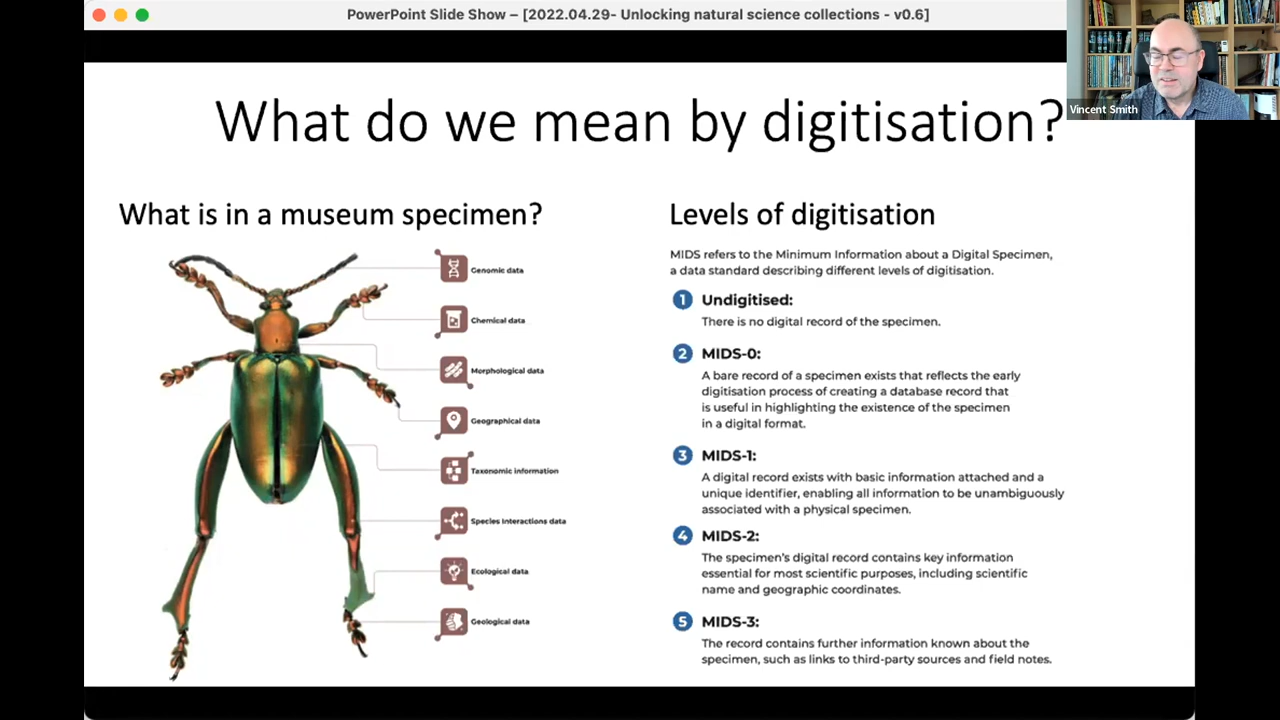 PowerPoint Slide Show – [2022.04.29- Unlocking natural science collections - v0.6]
Vincent Smith
What do we mean by digitisation?
What is in a museum specimen?
Genomic data
Chemical data
Morphological data
Geographical data
Taxonomic information
Species Interactions data
Ecological data
Geological data
Levels of digitisation
MIDS refers to the Minimum Information about a Digital Specimen,
a data standard describing different levels of digitisation.
1 Undigitised:
There is no digital record of the specimen.
2 MIDS-0:
A bare record of a specimen exists that reflects the early
digitisation process of creating a database record that
is useful in highlighting the existence of the specimen
in a digital format.
3 MIDS-1:
A digital record exists with basic information attached and a
unique identifier, enabling all information to be unambiguously
associated with a physical specimen.
4 MIDS-2:
The specimen's digital record contains key information
essential for most scientific purposes, including scientific
name and geographic coordinates.
5 MIDS-3:
The record contains further information known about the
specimen, such as links to third-party sources and field notes.